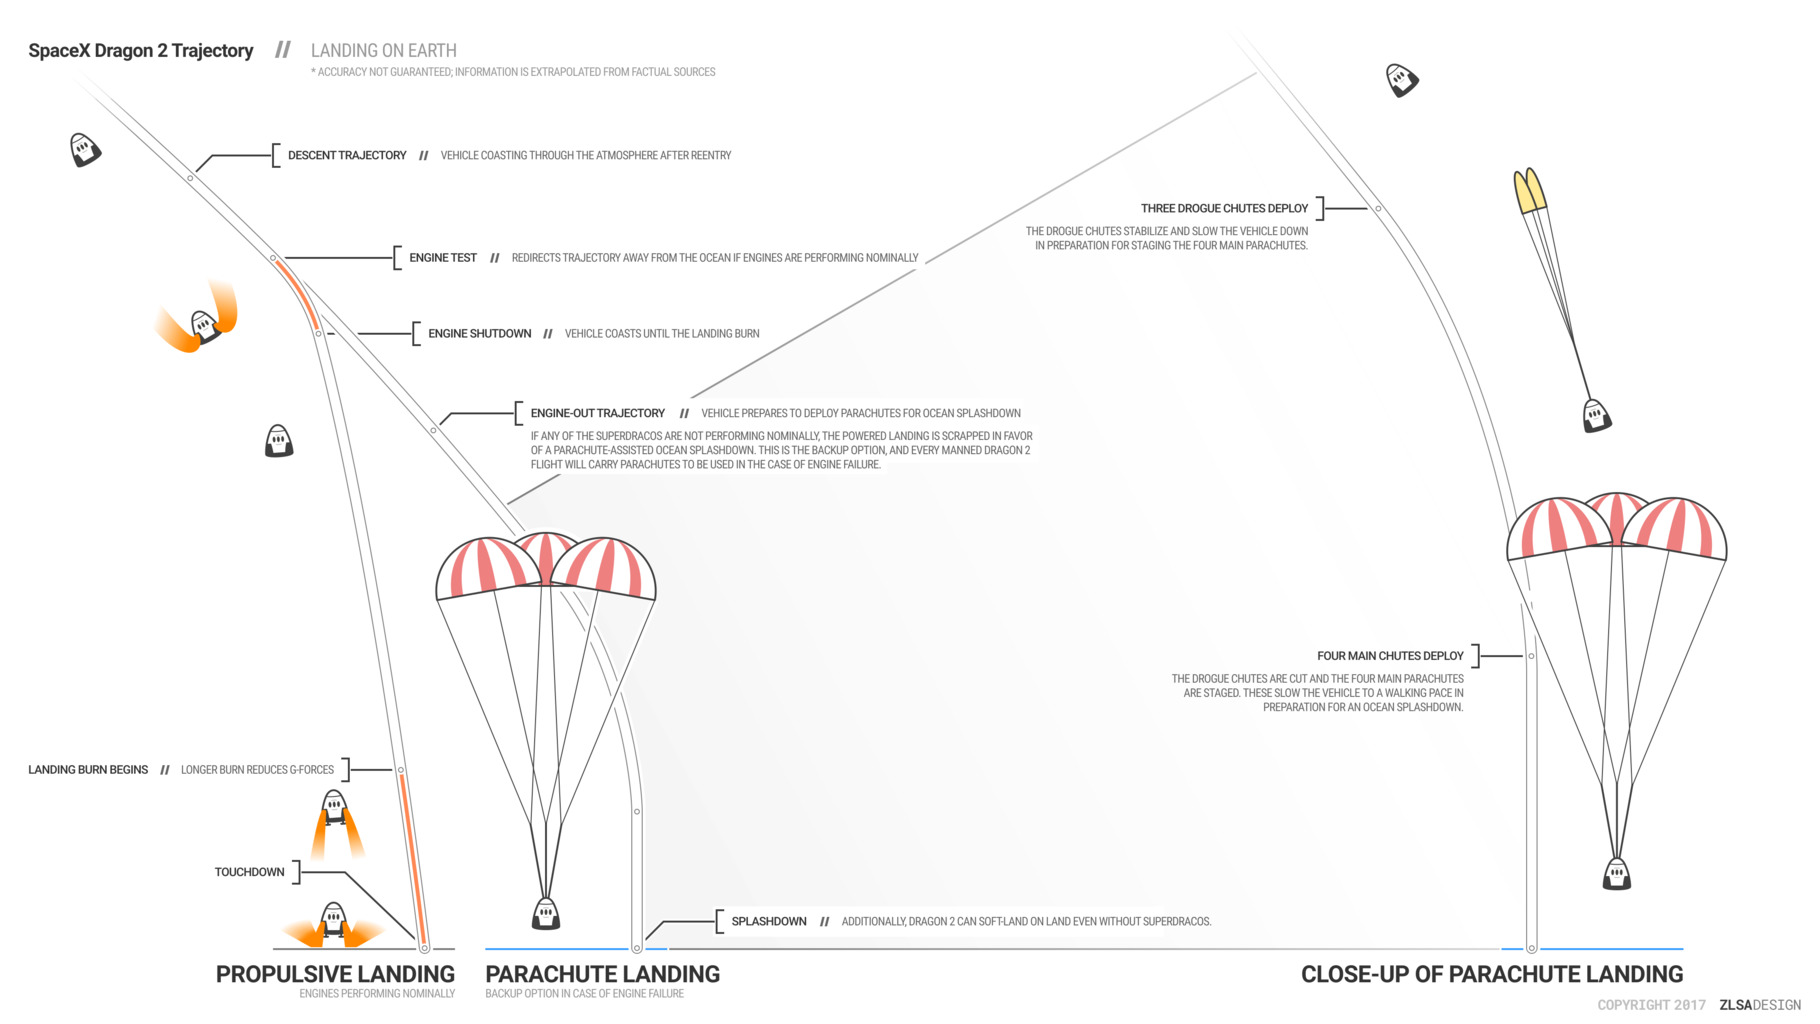 SpaceX Dragon 2 Trajectory // LANDING ON EARTH
* ACCURACY NOT GUARANTEED; INFORMATION IS EXTRAPOLATED FROM FACTUAL SOURCES
DESCENT TRAJECTORY // VEHICLE COASTING THROUGH THE ATMOSPHERE AFTER REENTRY
ENGINE TEST // REDIRECTS TRAJECTORY AWAY FROM THE OCEAN IF ENGINES ARE PERFORMING NOMINALLY
ENGINE SHUTDOWN // VEHICLE COASTS UNTIL THE LANDING BURN
ENGINE-OUT TRAJECTORY // VEHICLE PREPARES TO DEPLOY PARACHUTES FOR OCEAN SPLASHDOWN
IF ANY OF THE SUPERDRACOS ARE NOT PERFORMING NOMINALLY, THE POWERED LANDING IS SCRAPPED IN FAVOR
OF A PARACHUTE-ASSISTED OCEAN SPLASHDOWN. THIS IS THE BACKUP OPTION, AND EVERY MANNED DRAGON 2
FLIGHT WILL CARRY PARACHUTES TO BE USED IN THE CASE OF ENGINE FAILURE.
LANDING BURN BEGINS // LONGER BURN REDUCES G-FORCES
TOUCHDOWN
SPLASHDOWN // ADDITIONALLY, DRAGON 2 CAN SOFT-LAND ON LAND EVEN WITHOUT SUPERDRACOS.
THREE DROGUE CHUTES DEPLOY
THE DROGUE CHUTES STABILIZE AND SLOW THE VEHICLE DOWN
IN PREPARATION FOR STAGING THE FOUR MAIN PARACHUTES.
FOUR MAIN CHUTES DEPLOY
THE DROGUE CHUTES ARE CUT AND THE FOUR MAIN PARACHUTES
ARE STAGED. THESE SLOW THE VEHICLE TO A WALKING PACE IN
PREPARATION FOR AN OCEAN SPLASHDOWN.
PROPULSIVE LANDING
ENGINES PERFORMING NOMINALLY
PARACHUTE LANDING
BACKUP OPTION IN CASE OF ENGINE FAILURE
CLOSE-UP OF PARACHUTE LANDING
COPYRIGHT 2017 ZLSADESIGN